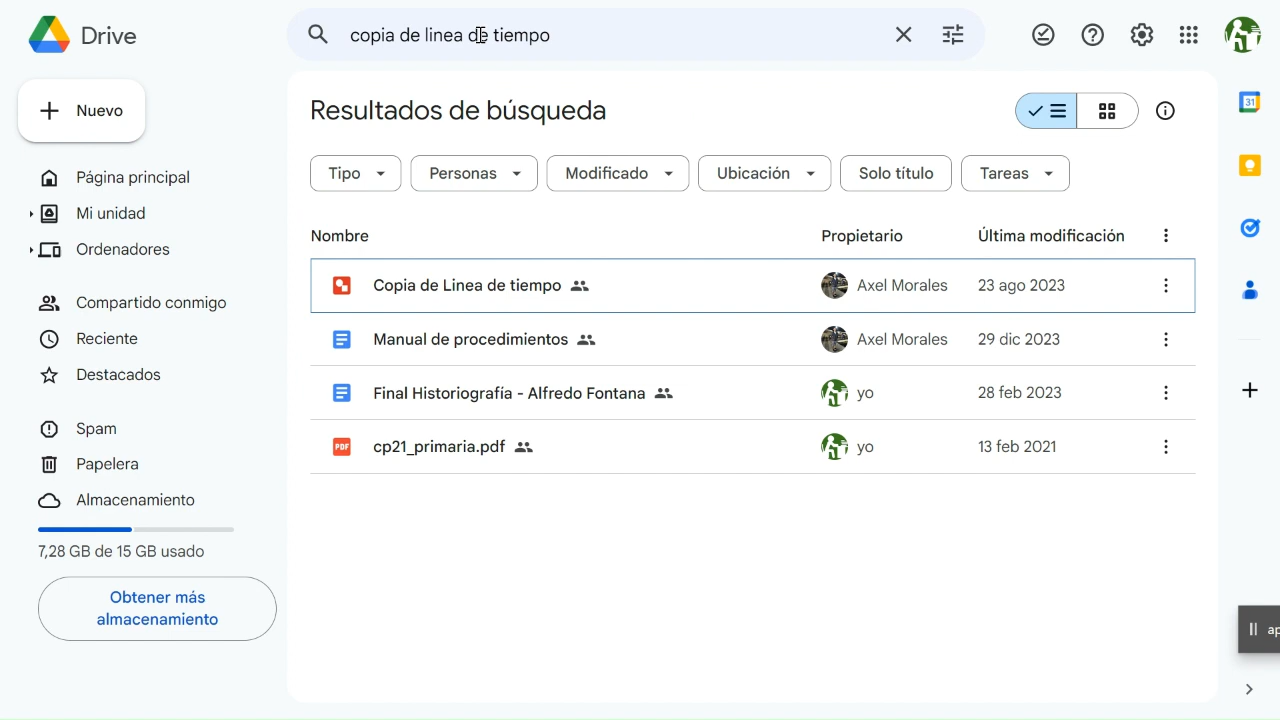 Drive
copia de linea de tiempo
Nuevo
Página principal
Mi unidad
Ordenadores
Compartido conmigo
Reciente
Destacados
Spam
Papelera
Almacenamiento
7,28 GB de 15 GB usado
Obtener más
almacenamiento
Resultados de búsqueda
Tipo Personas Modificado Ubicación Solo título Tareas
Nombre Propietario Última modificación
Copia de Linea de tiempo Axel Morales 23 ago 2023
Manual de procedimientos Axel Morales 29 dic 2023
Final Historiografía - Alfredo Fontana yo 28 feb 2023
PDF cp21_primaria.pdf yo 13 feb 2021
31